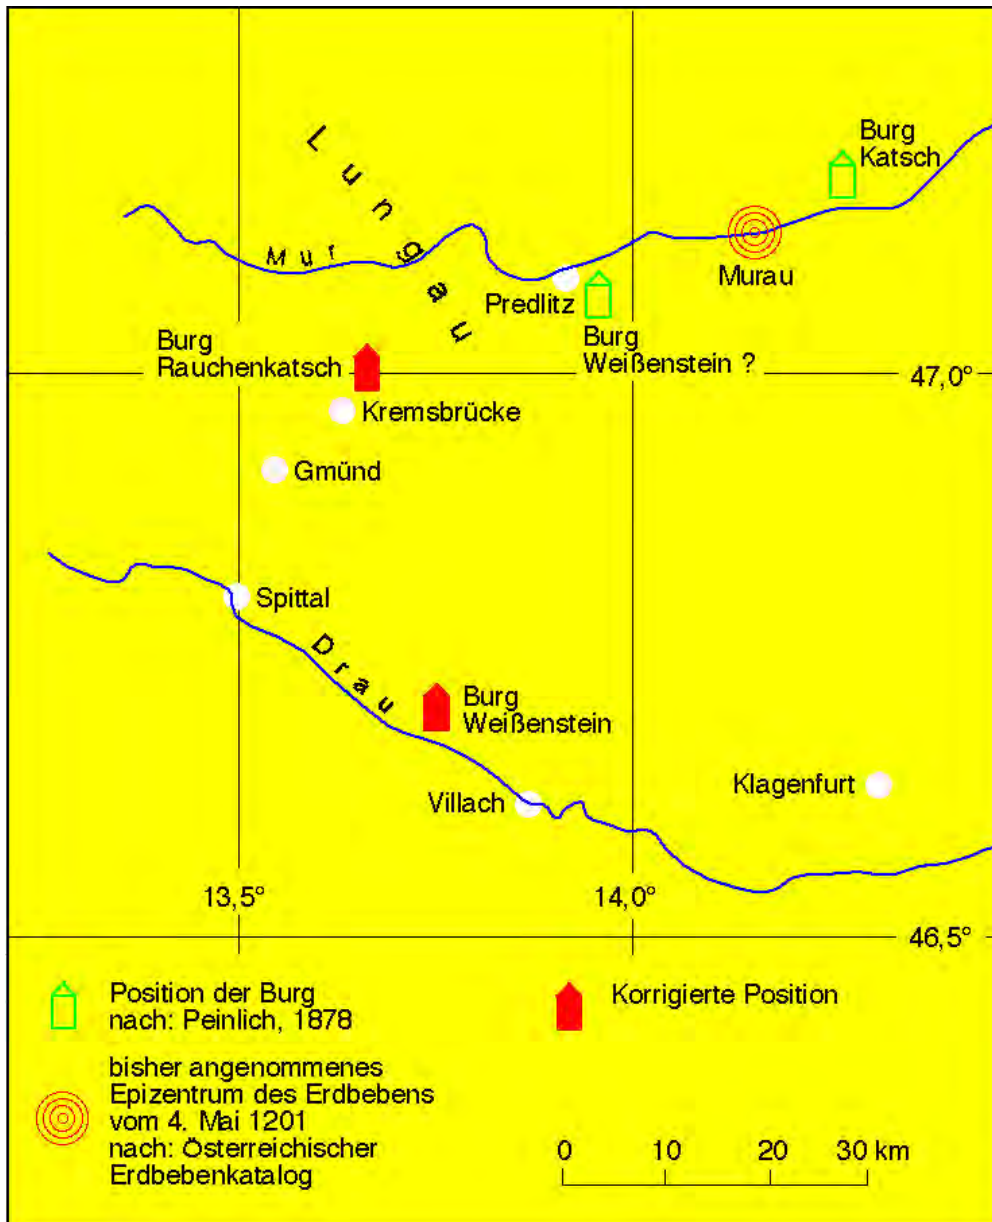 Lungau
Burg
Katsch
Mur
Murau
Predlitz
Burg
Weißenstein ?
Burg
Rauchenkatsch
47,0°
Kremsbrücke
Gmünd
Spittal
Drau
Burg
Weißenstein
Klagenfurt
Villach
13,5°
14,0°
46,5°
Position der Burg
nach: Peinlich, 1878
Korrigierte Position
bisher angenommenes
Epizentrum des Erdbebens
vom 4. Mai 1201
nach: Österreichischer
Erdbebenkatalog
0 10 20 30 km